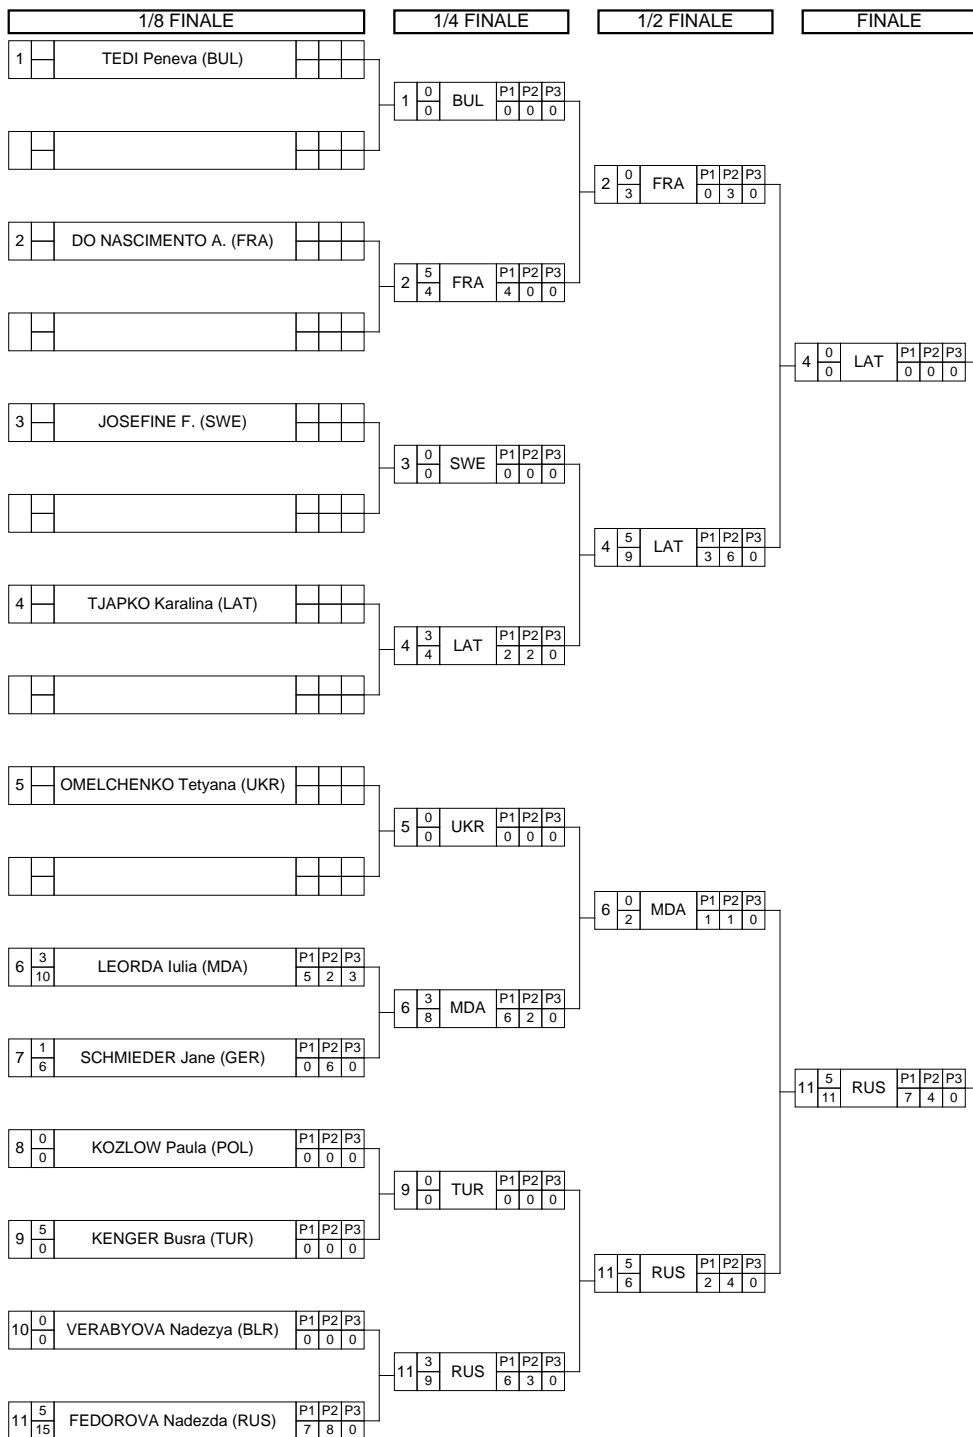 1/8 FINALE 1/4 FINALE 1/2 FINALE FINALE
1 TEDI Peneva (BUL)
1 0 0 BUL P1 P2 P3 0 0 0
2 0 3 FRA P1 P2 P3 0 3 0
2 DO NASCIMENTO A. (FRA)
2 5 4 FRA P1 P2 P3 4 0 0
4 0 0 LAT P1 P2 P3 0 0 0
3 JOSEFINE F. (SWE)
3 0 0 SWE P1 P2 P3 0 0 0
4 5 9 LAT P1 P2 P3 3 6 0
4 TJAPKO Karalina (LAT)
4 3 4 LAT P1 P2 P3 2 2 0
5 OMELCHENKO Tetyana (UKR)
5 0 0 UKR P1 P2 P3 0 0 0
6 0 2 MDA P1 P2 P3 1 1 0
6 3 10 LEORDA Iulia (MDA) P1 P2 P3 5 2 3
6 3 8 MDA P1 P2 P3 6 2 0
7 1 6 SCHMIEDER Jane (GER) P1 P2 P3 0 6 0
11 5 11 RUS P1 P2 P3 7 4 0
8 0 0 KOZLOW Paula (POL) P1 P2 P3 0 0 0
9 0 0 TUR P1 P2 P3 0 0 0
9 5 0 KENGER Busra (TUR) P1 P2 P3 0 0 0
11 5 6 RUS P1 P2 P3 2 4 0
10 0 0 VERABYOVA Nadezya (BLR) P1 P2 P3 0 0 0
11 3 9 RUS P1 P2 P3 6 3 0
11 5 15 FEDOROVA Nadezda (RUS) P1 P2 P3 7 8 0